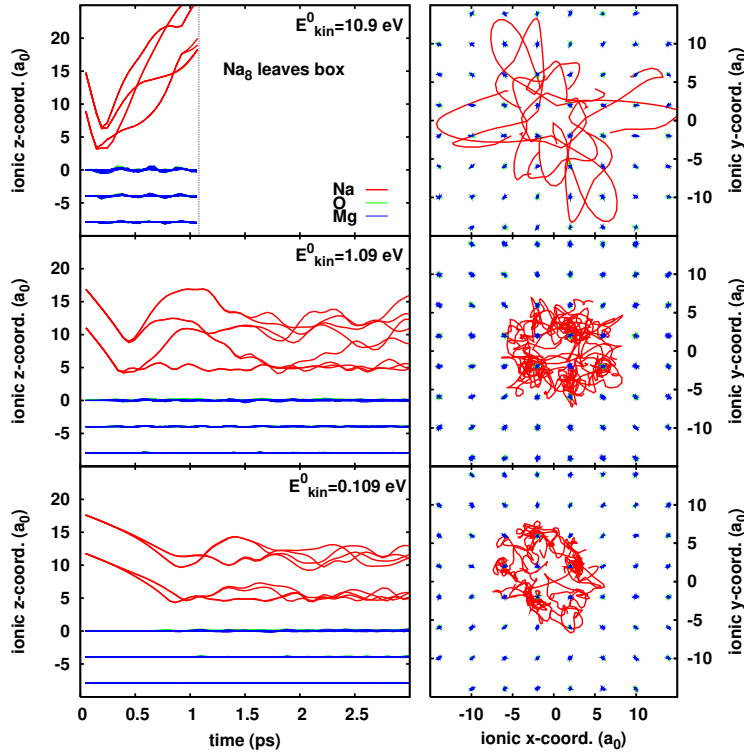 E⁰kin=10.9 eV
Na₈ leaves box
Na
O
Mg
ionic z-coord. (a₀)
20
15
10
5
0
-5
ionic y-coord. (a₀)
10
5
0
-5
-10
E⁰kin=1.09 eV
ionic z-coord. (a₀)
20
15
10
5
0
-5
ionic y-coord. (a₀)
10
5
0
-5
-10
E⁰kin=0.109 eV
ionic z-coord. (a₀)
20
15
10
5
0
-5
0 0.5 1 1.5 2 2.5
time (ps)
ionic y-coord. (a₀)
10
5
0
-5
-10
-10 -5 0 5 10
ionic x-coord. (a₀)